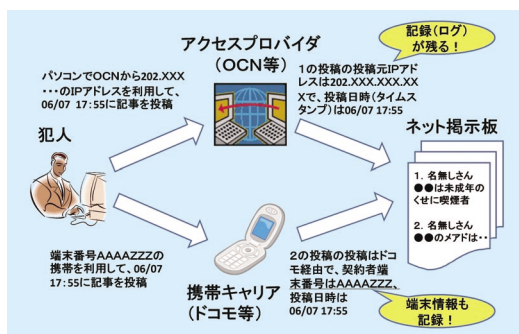 アクセスプロバイダ
(OCN等)
記録(ログ)
が残る!
パソコンでOCNから202.XXX
・・・のIPアドレスを利用して、
06/07 17:55に記事を投稿
1の投稿の投稿元IPアド
レスは202.XXX.XXX.XX
Xで、投稿日時(タイムス
タンプ)は06/07 17:55
犯人
ネット掲示板
1. 名無しさん
●●は未成年の
くせに喫煙者
2. 名無しさん
●●のメアドは・・
端末番号AAAAZZZの
携帯を利用して、06/07
17:55に記事を投稿
携帯キャリア
(ドコモ等)
2の投稿の投稿はドコ
モ経由で、契約者端
末番号はAAAAZZZ、
投稿日時は
06/07 17:55
端末情報も
記録!